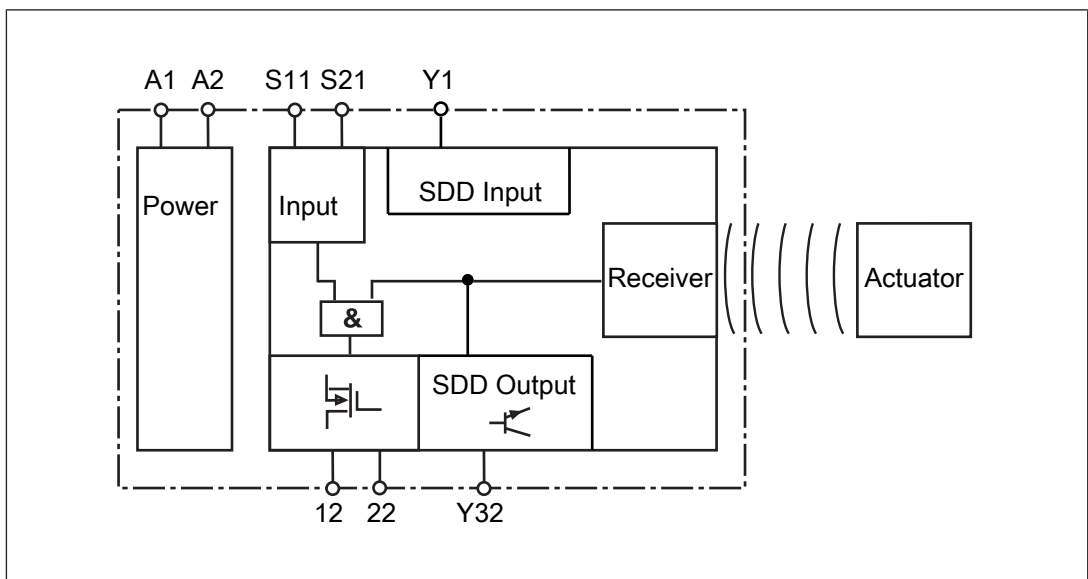 A1 A2 S11 S21 Y1
SDD Input
Power Input
Receiver Actuator
&
SDD Output
12 22 Y32